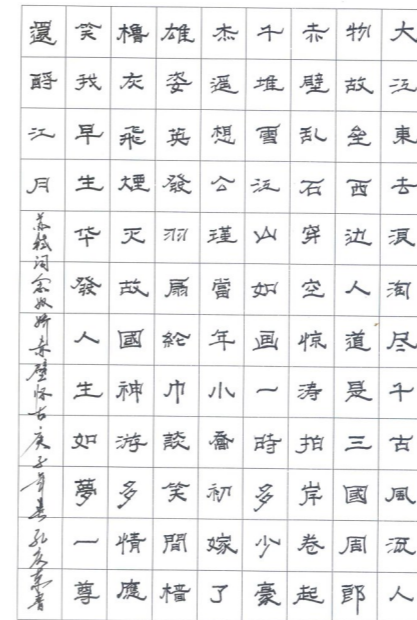 大江東去浪淘尽千古風流人
物故壘西边人道是三國周郎
赤壁乱石穿空惊涛拍岸卷起
千堆雪江山如画一時多少豪
杰遥想公瑾當年小喬初嫁了
雄姿英發羽扇綸巾談笑間檣
櫓灰飛煙灭故國神游多情應
笑我早生华發人生如夢一尊
還酹江月
苏轼词念奴娇赤壁怀古庚子年春孔庆